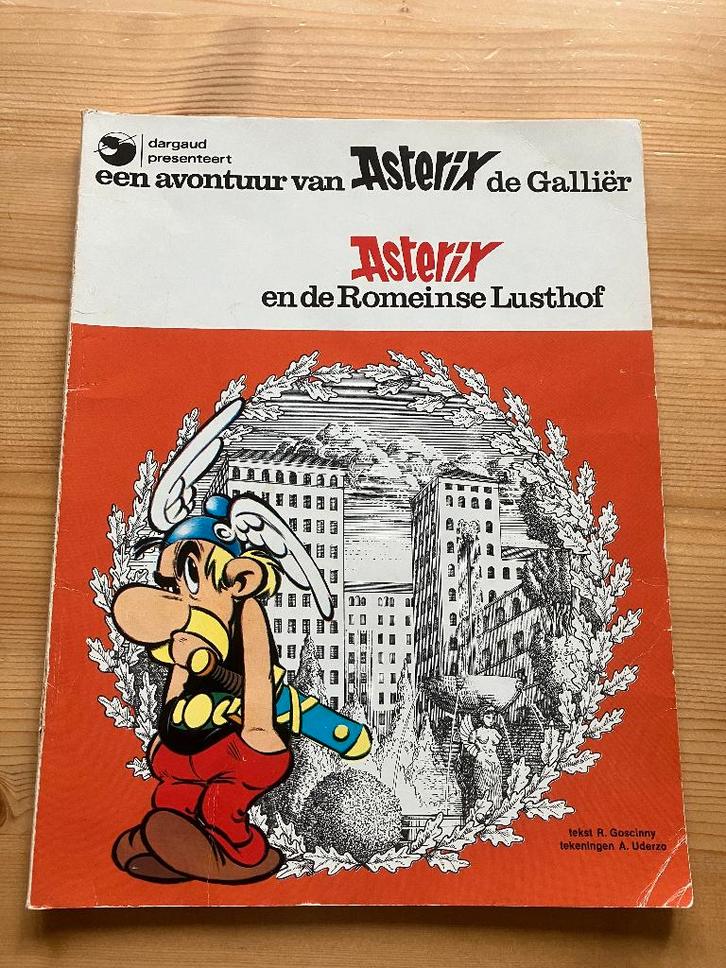 dargaud
presenteert
een avontuur van Asterix de Galliër
Asterix
en de Romeinse Lusthof
tekst R. Goscinny
tekeningen A. Uderzo